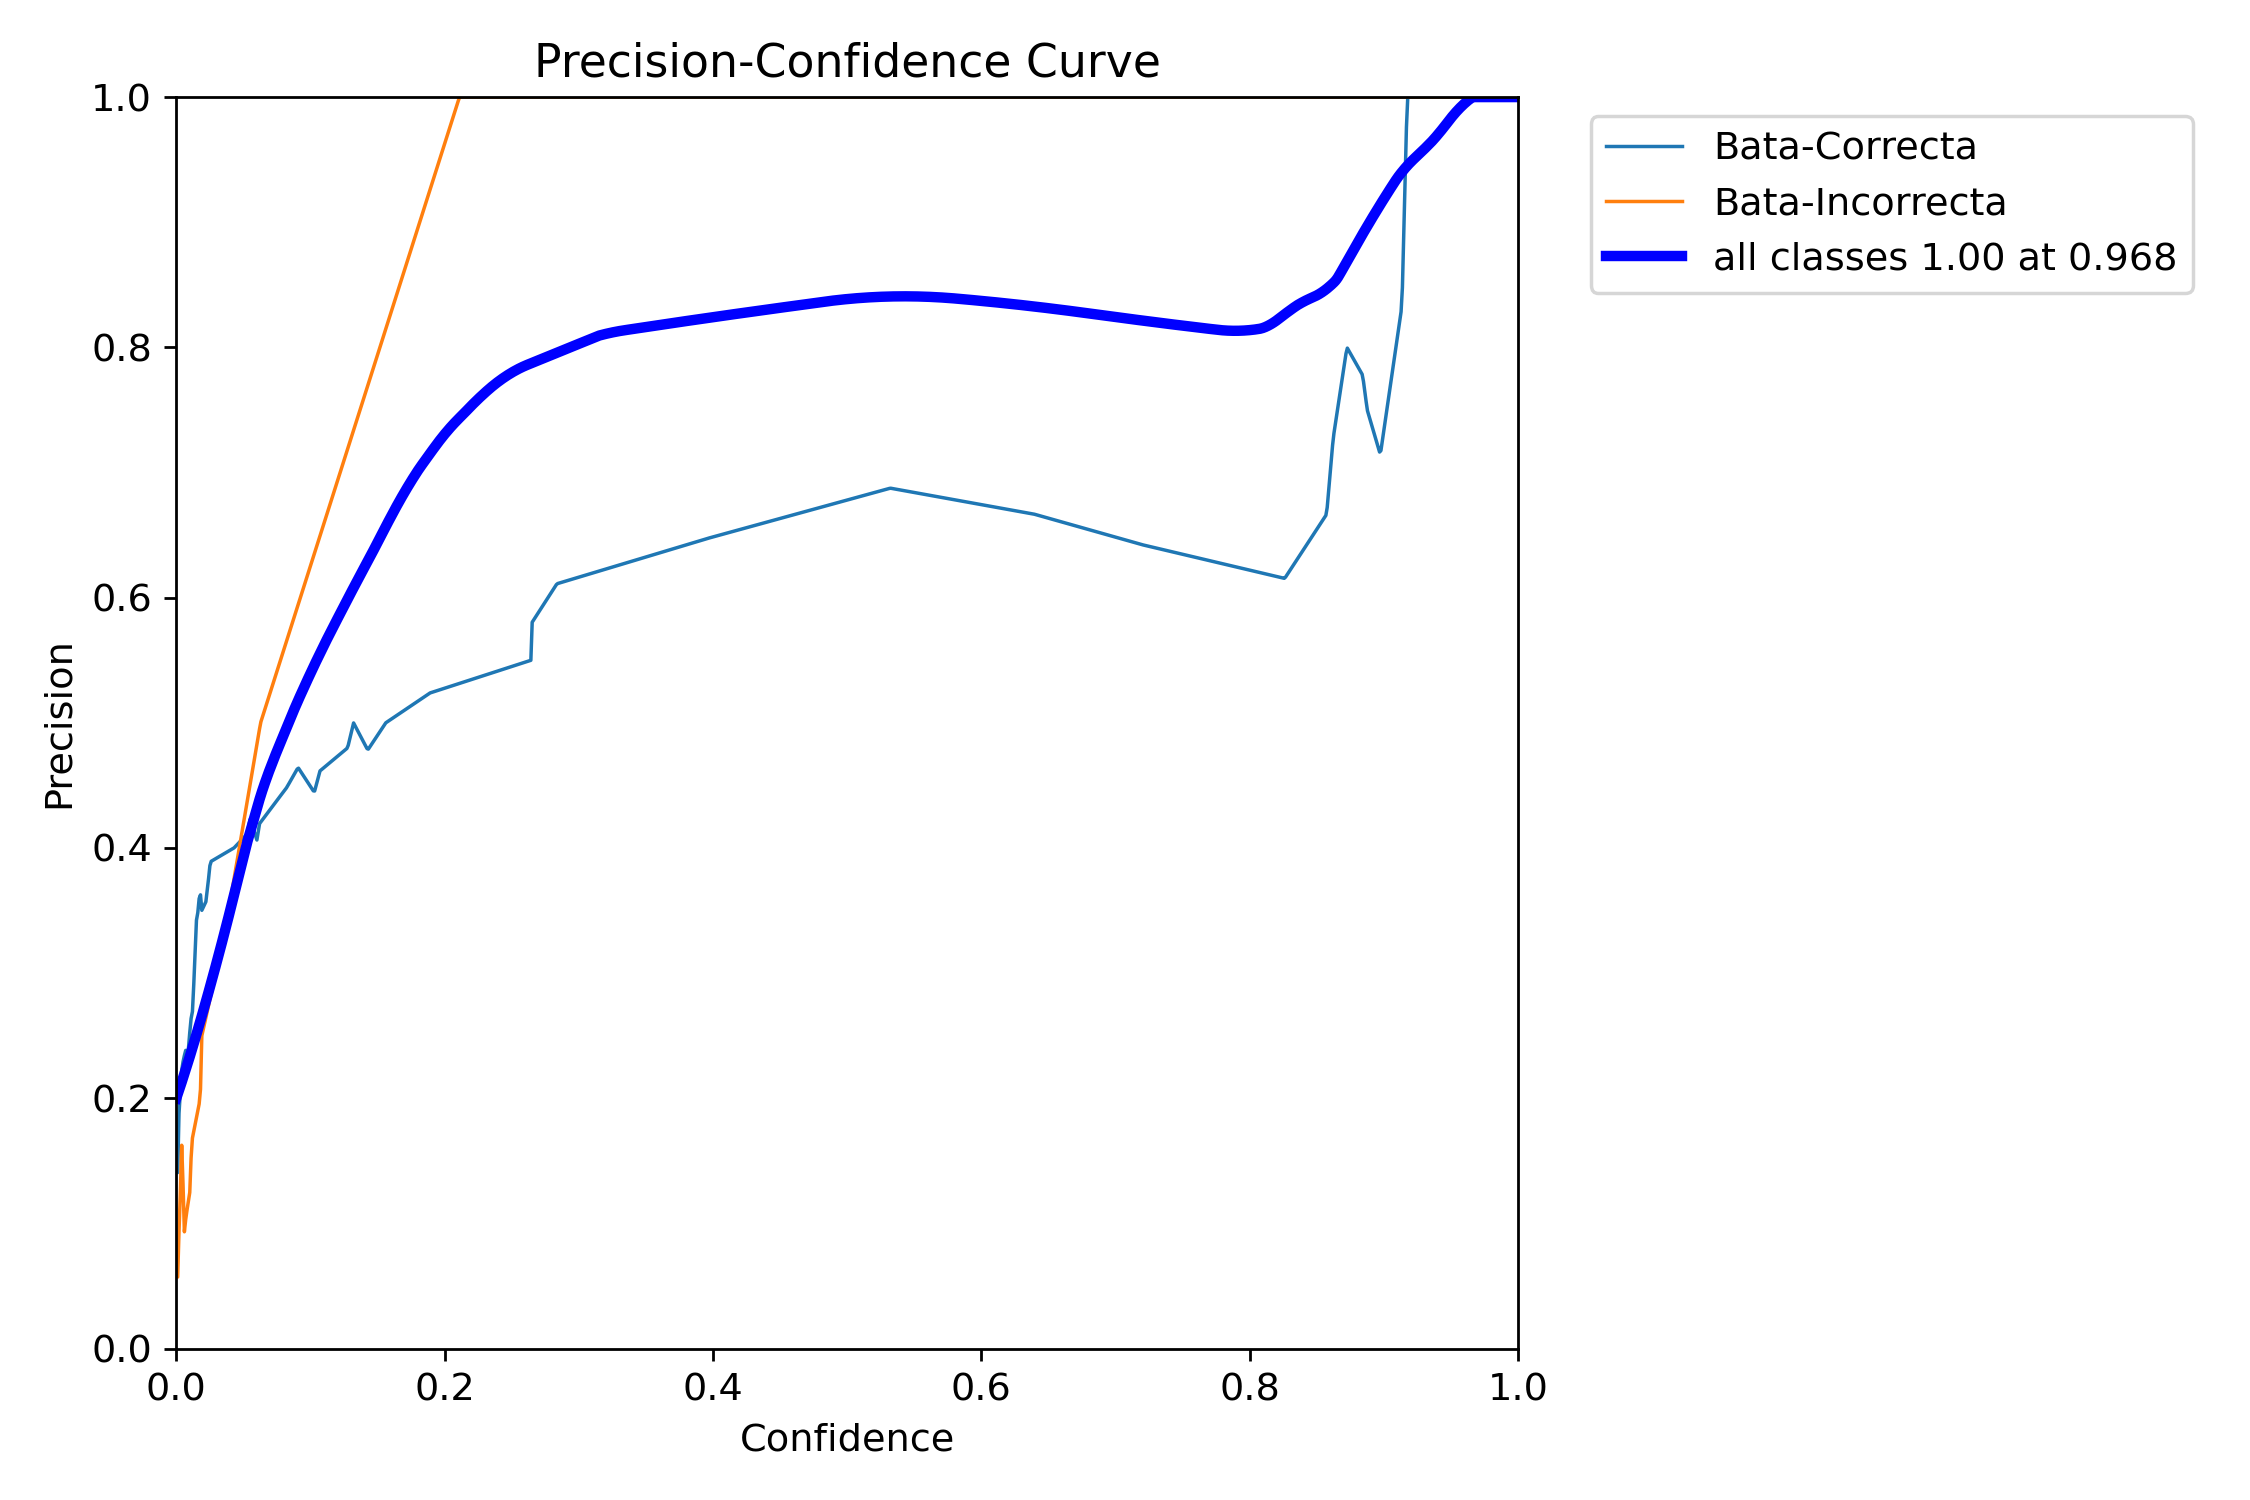 Precision-Confidence Curve
1.0
0.8
0.6
0.4
0.2
0.0
Precision
0.0 0.2 0.4 0.6 0.8 1.0
Confidence
Bata-Correcta
Bata-Incorrecta
all classes 1.00 at 0.968